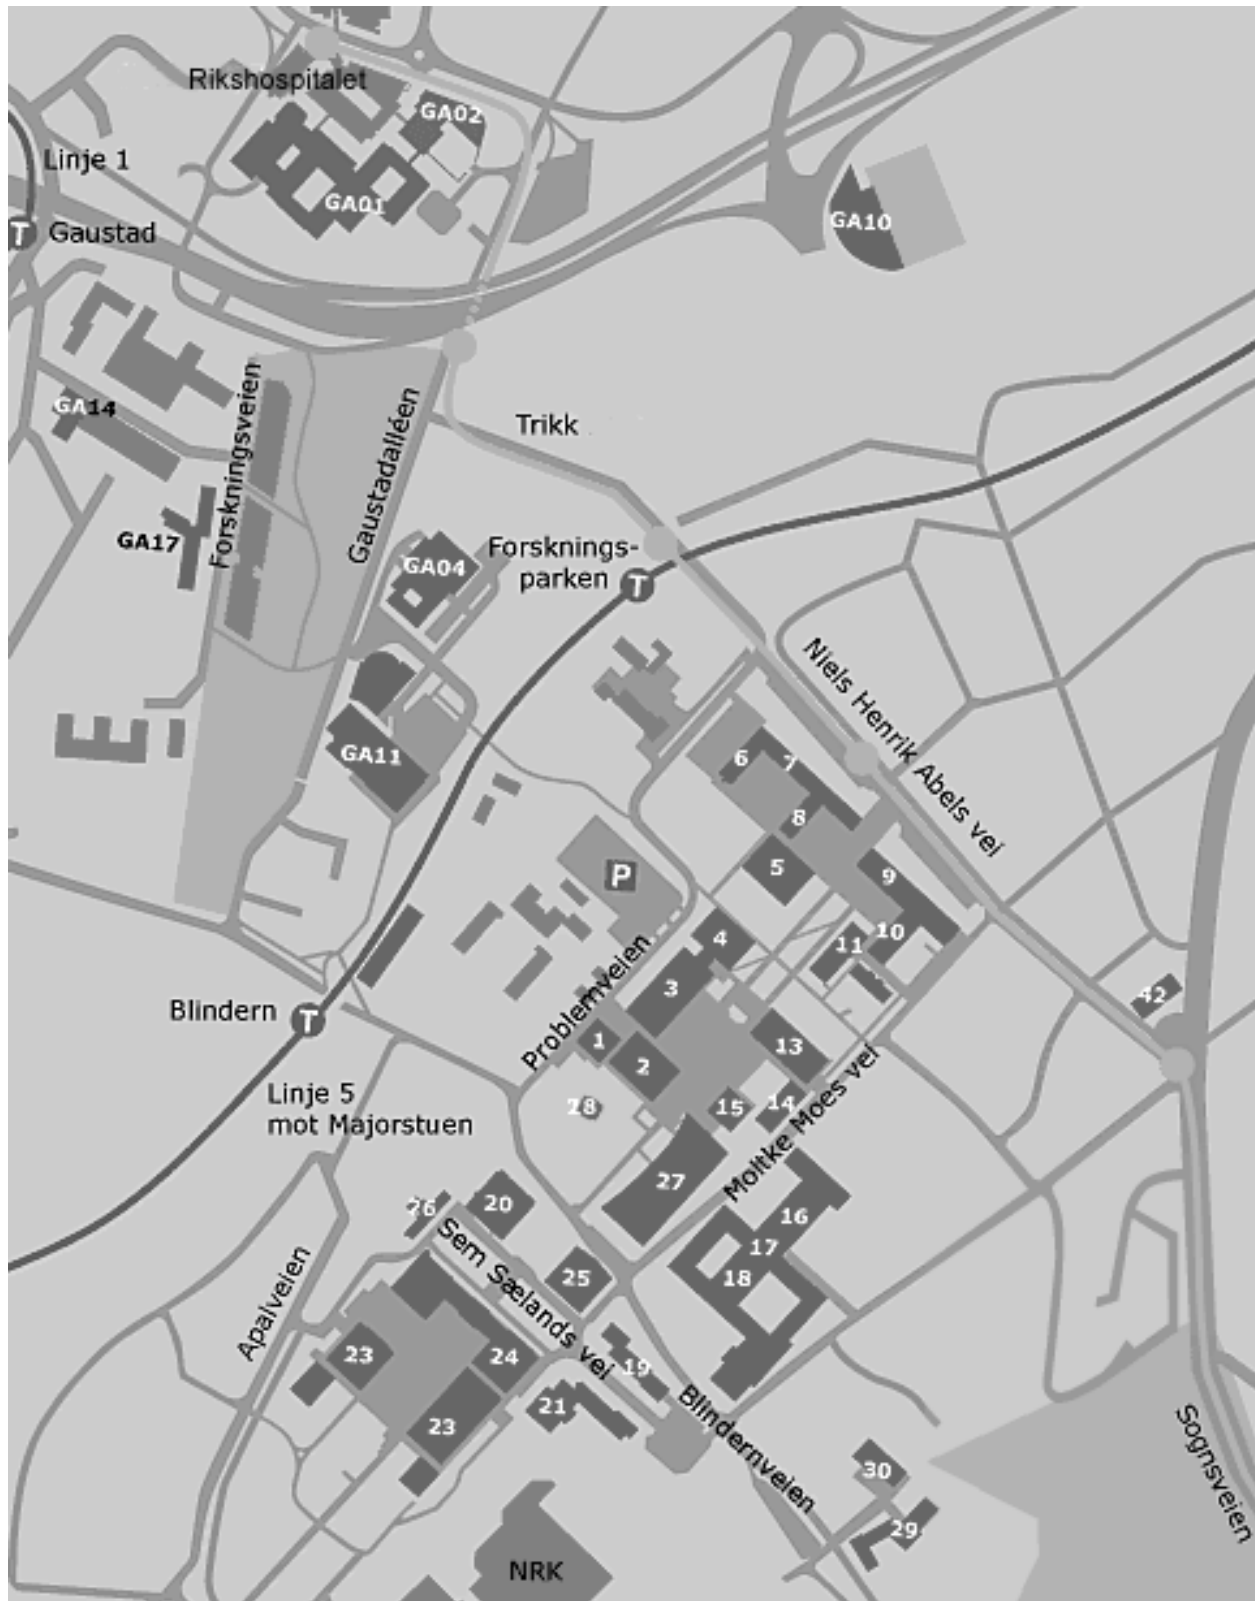 Rikshospitalet
GA02
Linje 1
GA01
GA10
T
Gaustad
GA14
Forskningsveien
Gaustadalléen
Trikk
GA17
GA04
Forsknings-
parken
T
Niels Henrik Abels vei
GA11
6
7
8
5
P
9
4
10
11
3
42
Problemveien
Blindern
T
1
2
13
Linje 5
mot Majorstuen
28
15
14
Moltke Moes vei
27
26
20
16
Sem Sælands vei
17
18
25
Apalveien
23
24
19
21
23
Blindernveien
Sognsveien
30
29
NRK